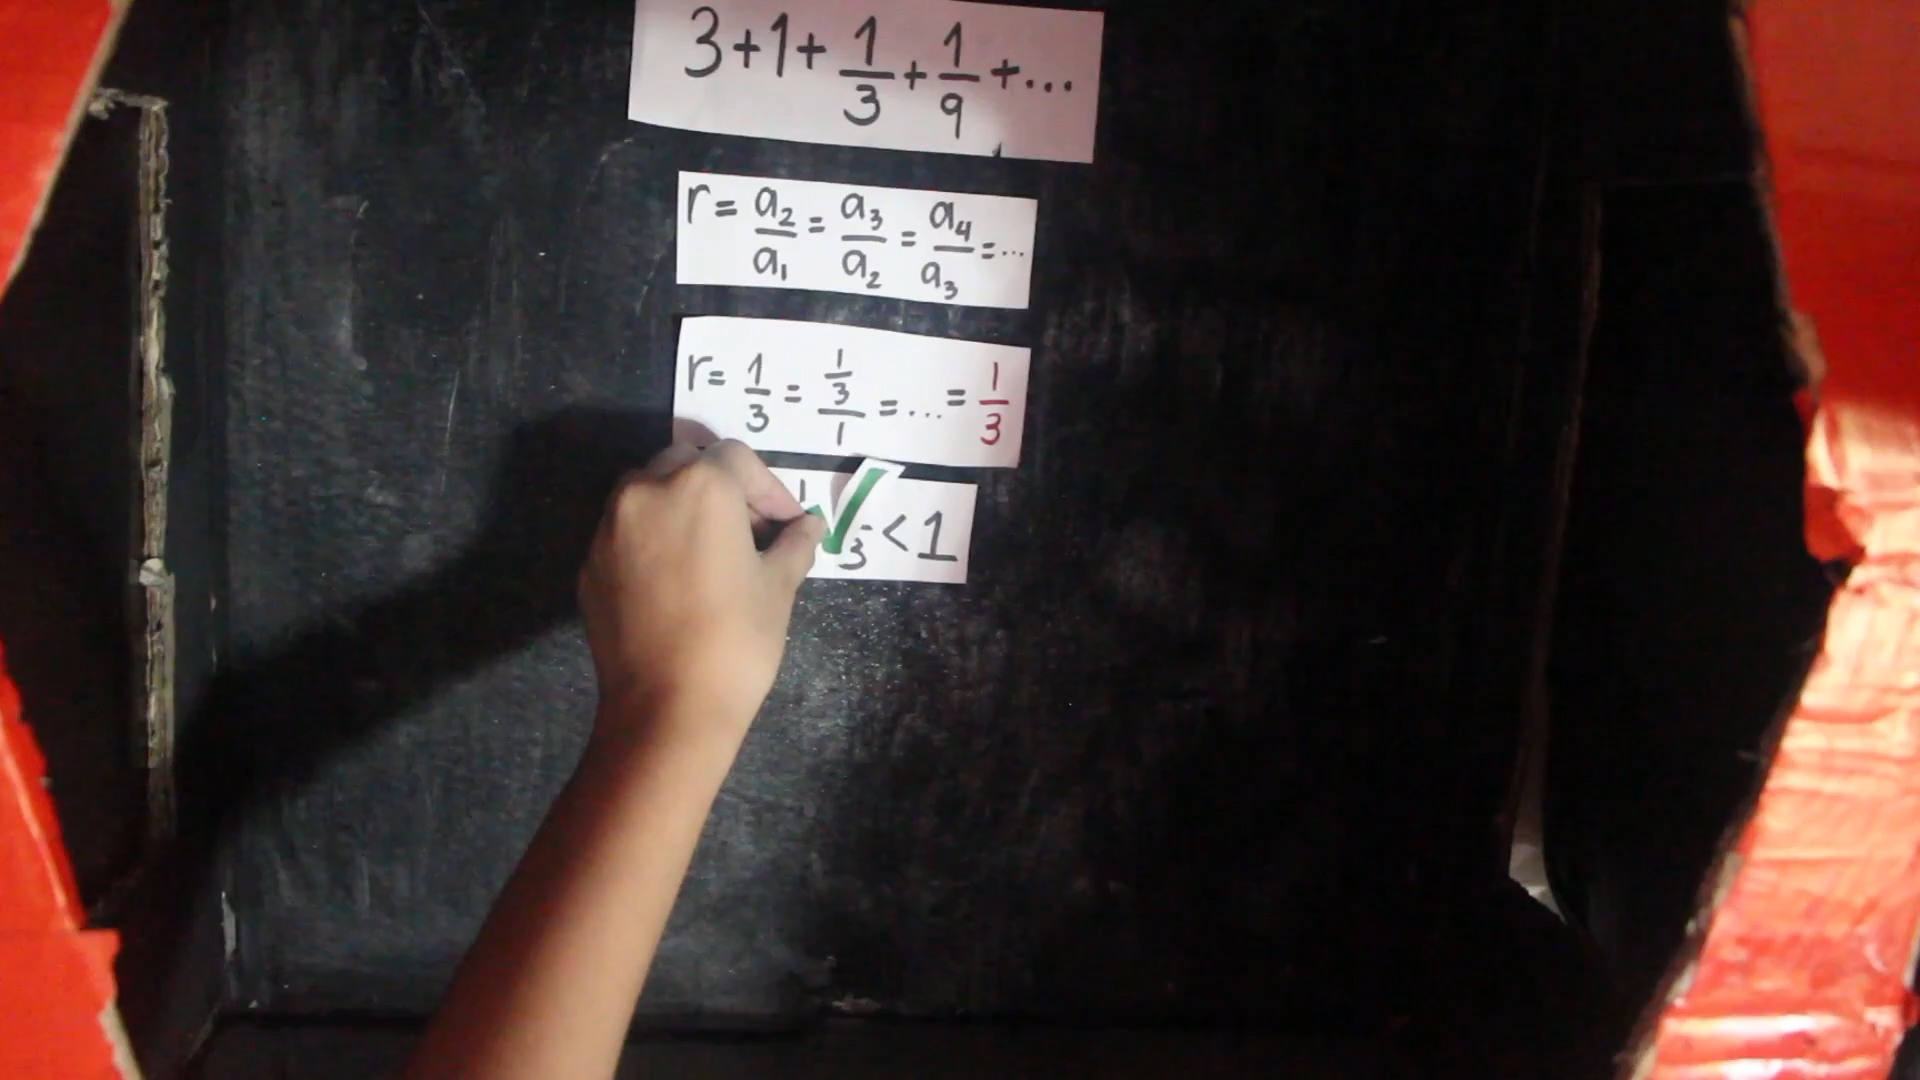 3+1+1/3+1/9+...
r=a₂/a₁=a₃/a₂=a₄/a₃=...
r=1/3=(1/3)/1=...=1/3
3<1